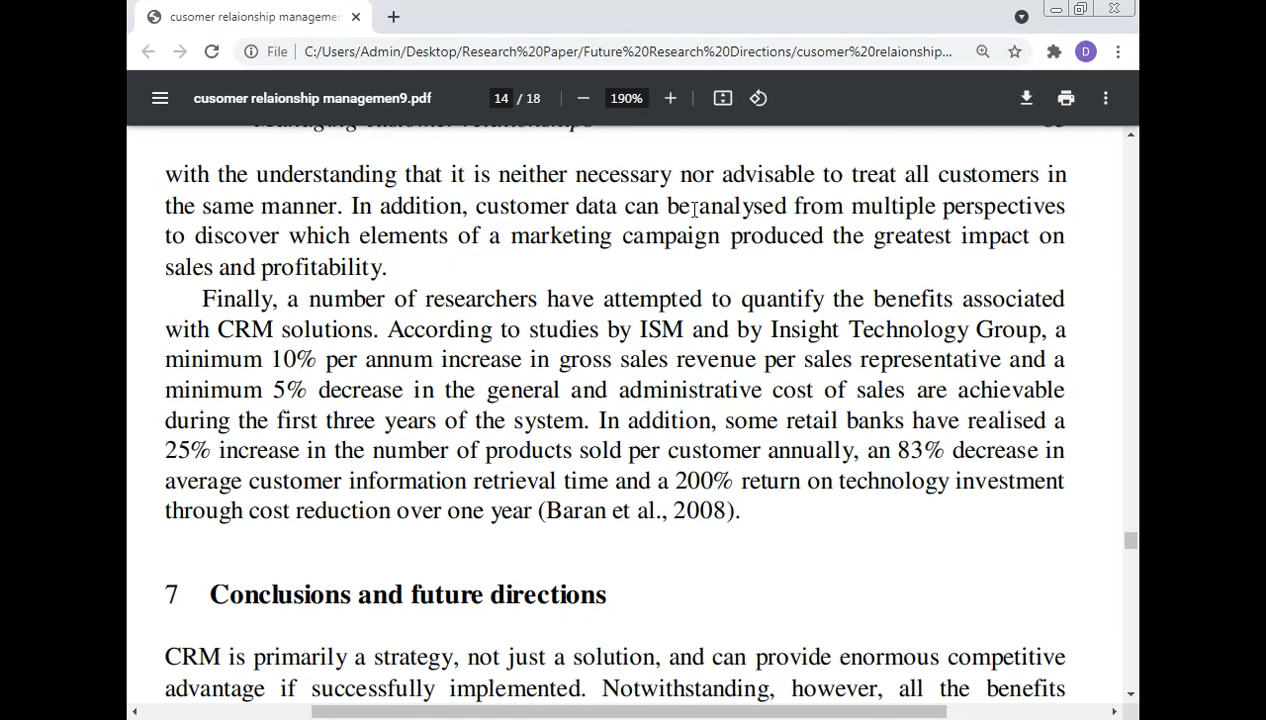 cusomer relaionship managemen
File C:/Users/Admin/Desktop/Research%20Paper/Future%20Research%20Directions/cusomer%20relaionship...
D
cusomer relaionship managemen9.pdf 14 / 18 190%
Managing customer relationships
with the understanding that it is neither necessary nor advisable to treat all customers in
the same manner. In addition, customer data can be analysed from multiple perspectives
to discover which elements of a marketing campaign produced the greatest impact on
sales and profitability.
Finally, a number of researchers have attempted to quantify the benefits associated
with CRM solutions. According to studies by ISM and by Insight Technology Group, a
minimum 10% per annum increase in gross sales revenue per sales representative and a
minimum 5% decrease in the general and administrative cost of sales are achievable
during the first three years of the system. In addition, some retail banks have realised a
25% increase in the number of products sold per customer annually, an 83% decrease in
average customer information retrieval time and a 200% return on technology investment
through cost reduction over one year (Baran et al., 2008).
7 Conclusions and future directions
CRM is primarily a strategy, not just a solution, and can provide enormous competitive
advantage if successfully implemented. Notwithstanding, however, all the benefits